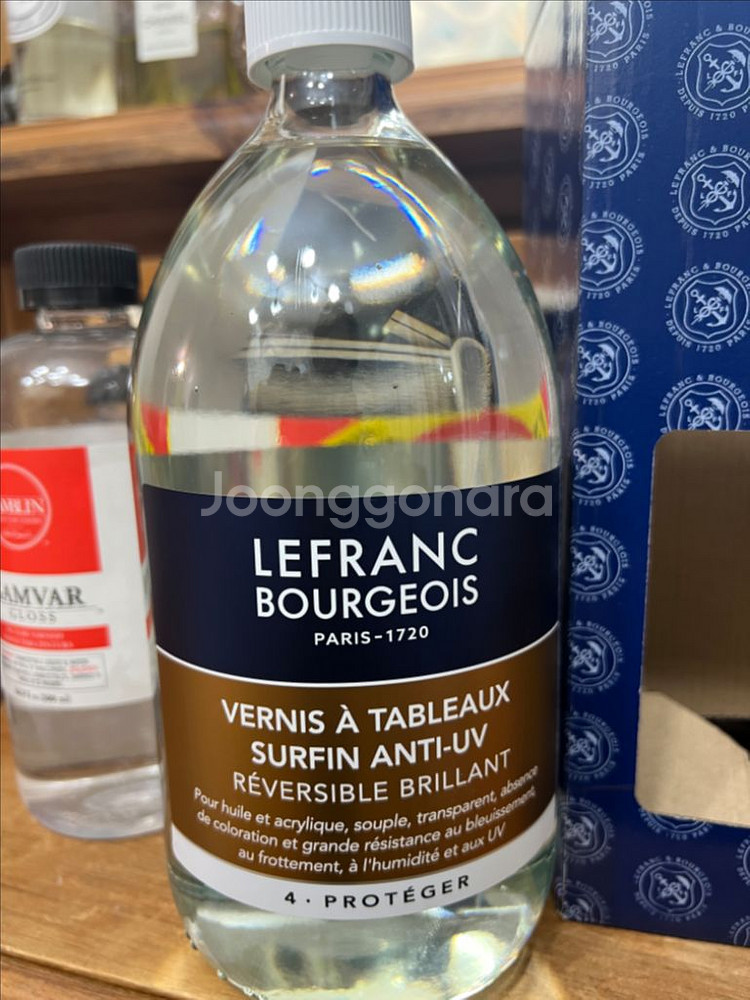 Joonggonara
LEFRANC
BOURGEOIS
PARIS-1720
VERNIS À TABLEAUX
SURFIN ANTI-UV
RÉVERSIBLE BRILLANT
Pour huile et acrylique, souple, transparent, absence
de coloration et grande résistance au bleuissement,
au frottement, à l'humidité et aux UV
4 · PROTÉGER
MBLIN
AMVAR
GLOSS
LEFRANC & BOURGEOIS
DEPUIS 1720 PARIS